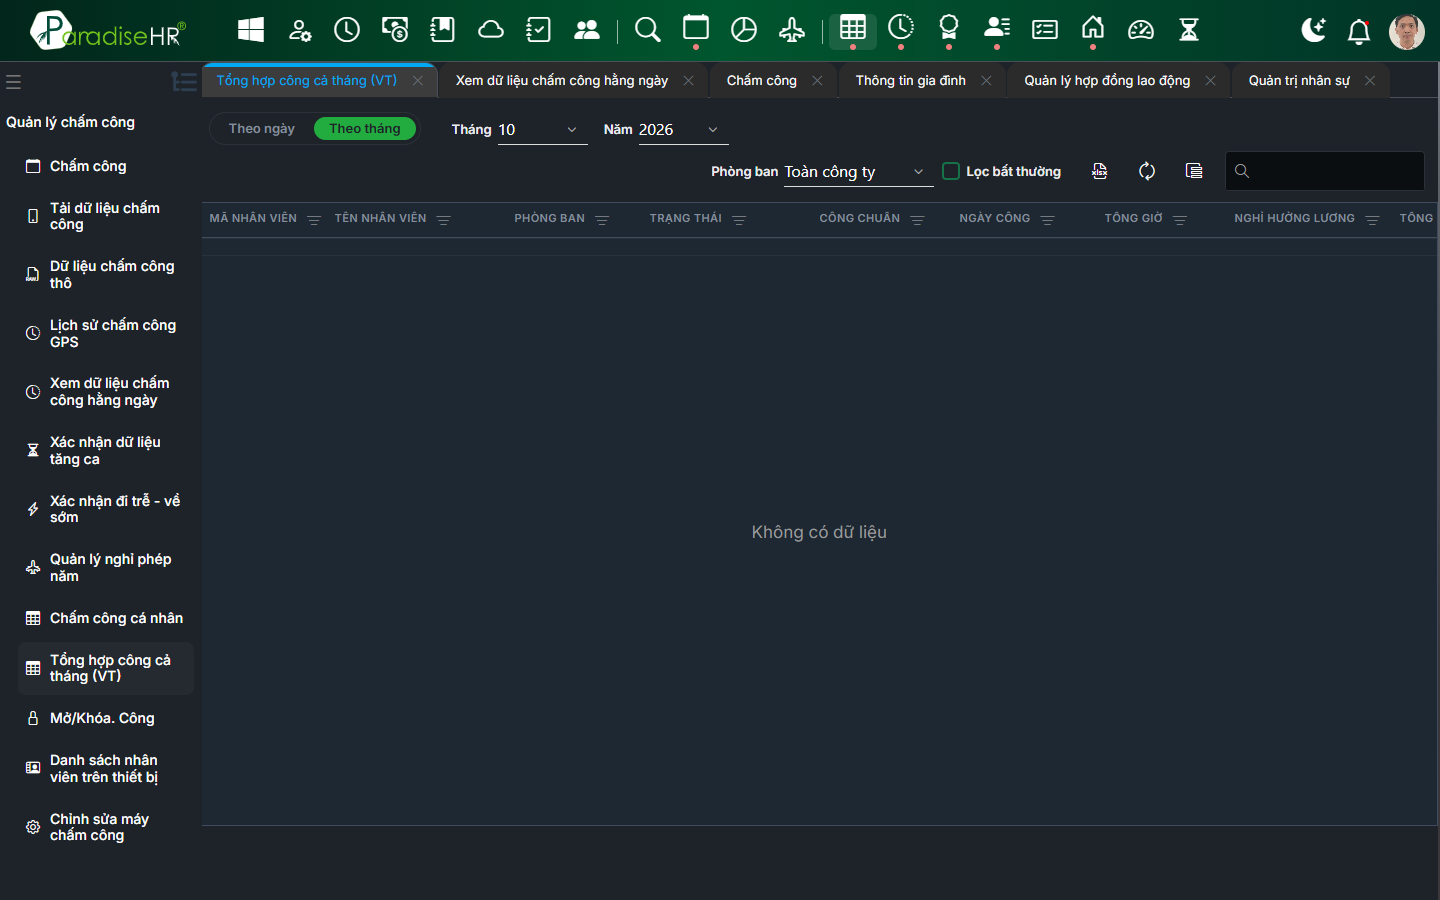 ParadiseHR®
Tổng hợp công cả tháng (VT)
Xem dữ liệu chấm công hằng ngày
Chấm công
Thông tin gia đình
Quản lý hợp đồng lao động
Quản trị nhân sự
Quản lý chấm công
Chấm công
Tải dữ liệu chấm
công
Dữ liệu chấm công
thô
Lịch sử chấm công
GPS
Xem dữ liệu chấm
công hằng ngày
Xác nhận dữ liệu
tăng ca
Xác nhận đi trễ - về
sớm
Quản lý nghỉ phép
năm
Chấm công cá nhân
Tổng hợp công cả
tháng (VT)
Mở/Khóa. Công
Danh sách nhân
viên trên thiết bị
Chỉnh sửa máy
chấm công
Theo ngày
Theo tháng
Tháng 10
Năm 2026
Phòng ban Toàn công ty
Lọc bất thường
MÃ NHÂN VIÊN
TÊN NHÂN VIÊN
PHÒNG BAN
TRẠNG THÁI
CÔNG CHUẨN
NGÀY CÔNG
TỔNG GIỜ
NGHỈ HƯỞNG LƯƠNG
TỔNG
Không có dữ liệu